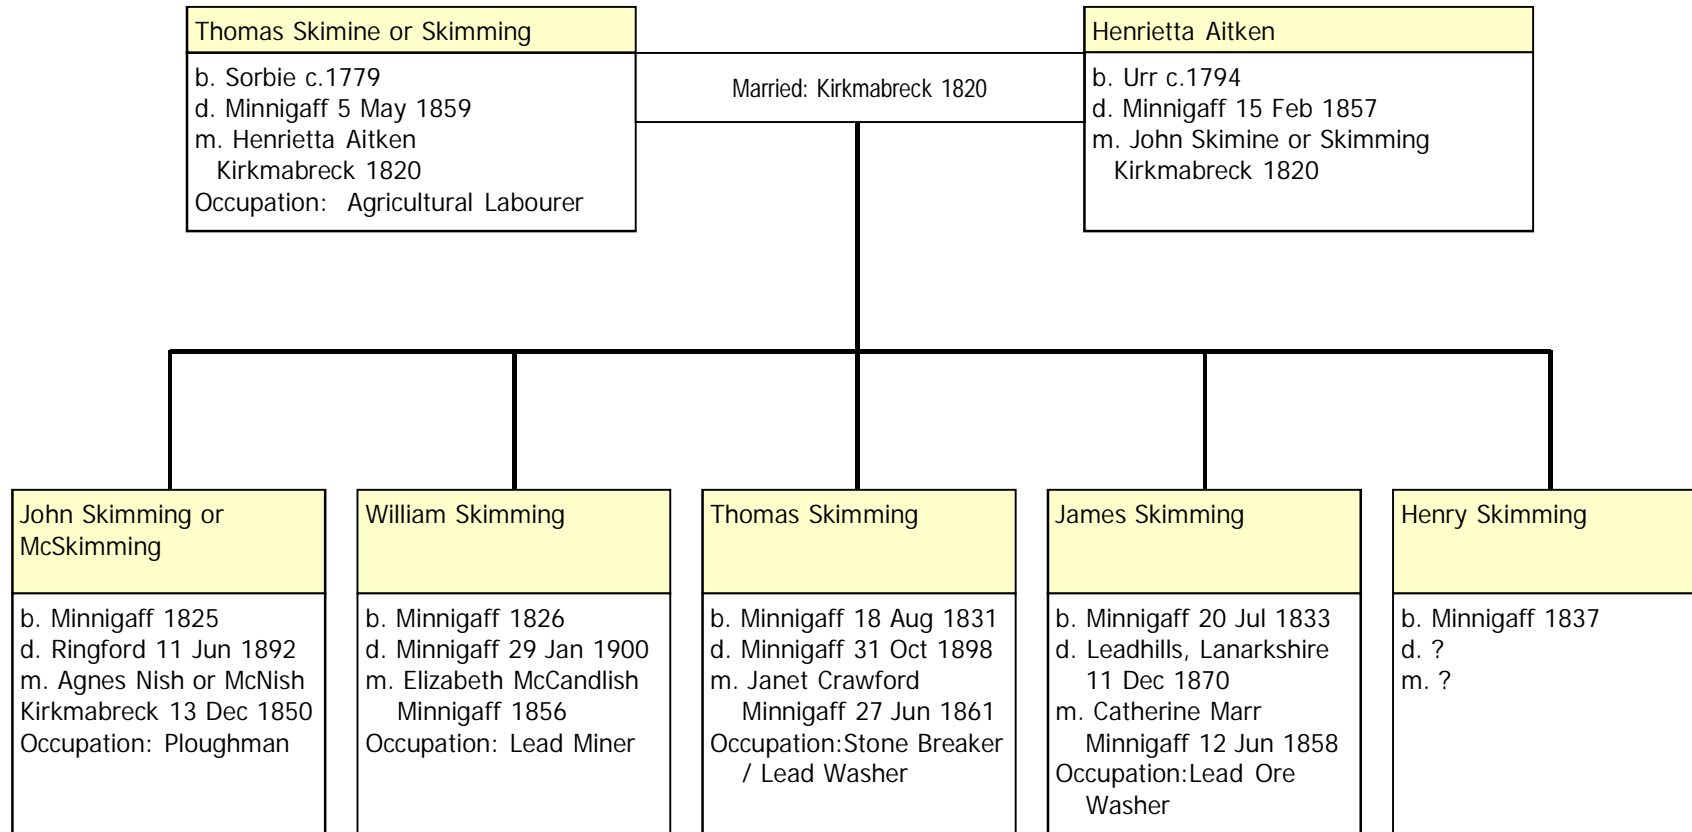 Thomas Skimine or Skimming
b. Sorbie c.1779
d. Minnigaff 5 May 1859
m. Henrietta Aitken
Kirkmabreck 1820
Occupation: Agricultural Labourer
Married: Kirkmabreck 1820
Henrietta Aitken
b. Urr c.1794
d. Minnigaff 15 Feb 1857
m. John Skimine or Skimming
Kirkmabreck 1820
John Skimming or
McSkimming
b. Minnigaff 1825
d. Ringford 11 Jun 1892
m. Agnes Nish or McNish
Kirkmabreck 13 Dec 1850
Occupation: Ploughman
William Skimming
b. Minnigaff 1826
d. Minnigaff 29 Jan 1900
m. Elizabeth McCandlish
Minnigaff 1856
Occupation: Lead Miner
Thomas Skimming
b. Minnigaff 18 Aug 1831
d. Minnigaff 31 Oct 1898
m. Janet Crawford
Minnigaff 27 Jun 1861
Occupation:Stone Breaker
/ Lead Washer
James Skimming
b. Minnigaff 20 Jul 1833
d. Leadhills, Lanarkshire
11 Dec 1870
m. Catherine Marr
Minnigaff 12 Jun 1858
Occupation:Lead Ore
Washer
Henry Skimming
b. Minnigaff 1837
d. ?
m. ?